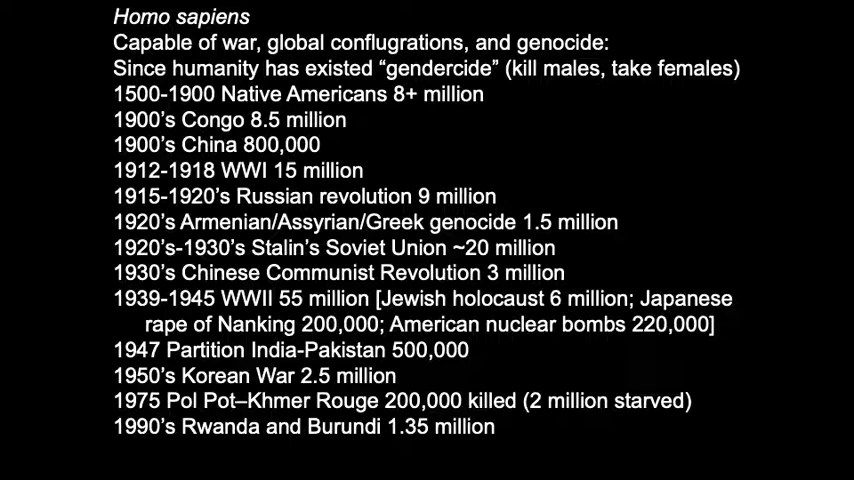 Homo sapiens
Capable of war, global conflugrations, and genocide:
Since humanity has existed “gendercide” (kill males, take females)
1500-1900 Native Americans 8+ million
1900’s Congo 8.5 million
1900’s China 800,000
1912-1918 WWI 15 million
1915-1920’s Russian revolution 9 million
1920’s Armenian/Assyrian/Greek genocide 1.5 million
1920’s-1930’s Stalin’s Soviet Union ~20 million
1930’s Chinese Communist Revolution 3 million
1939-1945 WWII 55 million [Jewish holocaust 6 million; Japanese
rape of Nanking 200,000; American nuclear bombs 220,000]
1947 Partition India-Pakistan 500,000
1950’s Korean War 2.5 million
1975 Pol Pot–Khmer Rouge 200,000 killed (2 million starved)
1990’s Rwanda and Burundi 1.35 million